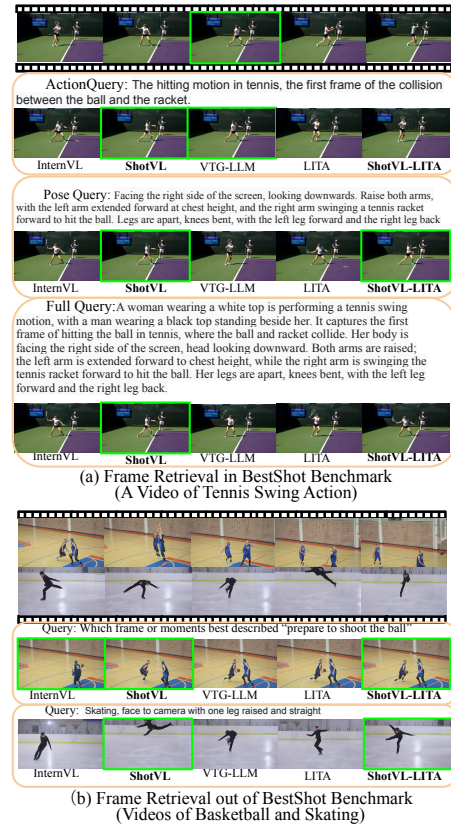 ActionQuery: The hitting motion in tennis, the first frame of the collision
between the ball and the racket.
InternVL ShotVL VTG-LLM LITA ShotVL-LITA
Pose Query: Facing the right side of the screen, looking downwards. Raise both arms,
with the left arm extended forward at chest height, and the right arm swinging a tennis racket
forward to hit the ball. Legs are apart, knees bent, with the left leg forward and the right leg back
InternVL ShotVL VTG-LLM LITA ShotVL-LITA
Full Query:A woman wearing a white top is performing a tennis swing
motion, with a man wearing a black top standing beside her. It captures the first
frame of hitting the ball in tennis, where the ball and racket collide. Her body is
facing the right side of the screen, head looking downward. Both arms are raised;
the left arm is extended forward to chest height, while the right arm is swinging the
tennis racket forward to hit the ball. Her legs are apart, knees bent, with the left leg
forward and the right leg back.
InternVL ShotVL VTG-LLM LITA ShotVL-LITA
(a) Frame Retrieval in BestShot Benchmark
(A Video of Tennis Swing Action)
Query: Which frame or moments best described “prepare to shoot the ball”
InternVL ShotVL VTG-LLM LITA ShotVL-LITA
Query: Skating, face to camera with one leg raised and straight
InternVL ShotVL VTG-LLM LITA ShotVL-LITA
(b) Frame Retrieval out of BestShot Benchmark
(Videos of Basketball and Skating)